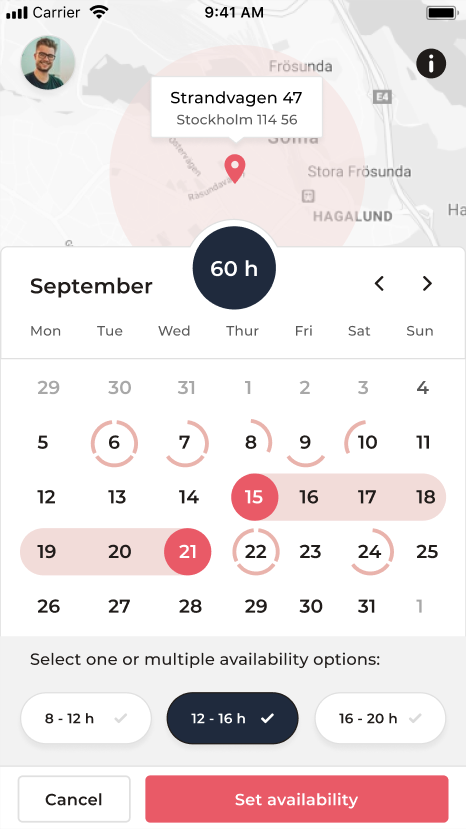 Carrier 9:41 AM
Frösunda
E4
Strandvagen 47
Stockholm 114 56
Solna
Östervägen
Råsundavägen
Stora Frösunda
HAGALUND
Ha
60 h
September
Mon Tue Wed Thur Fri Sat Sun
29 30 31 1 2 3 4
5 6 7 8 9 10 11
12 13 14 15 16 17 18
19 20 21 22 23 24 25
26 27 28 29 30 31 1
Select one or multiple availability options:
8 - 12 h 12 - 16 h 16 - 20 h
Cancel Set availability